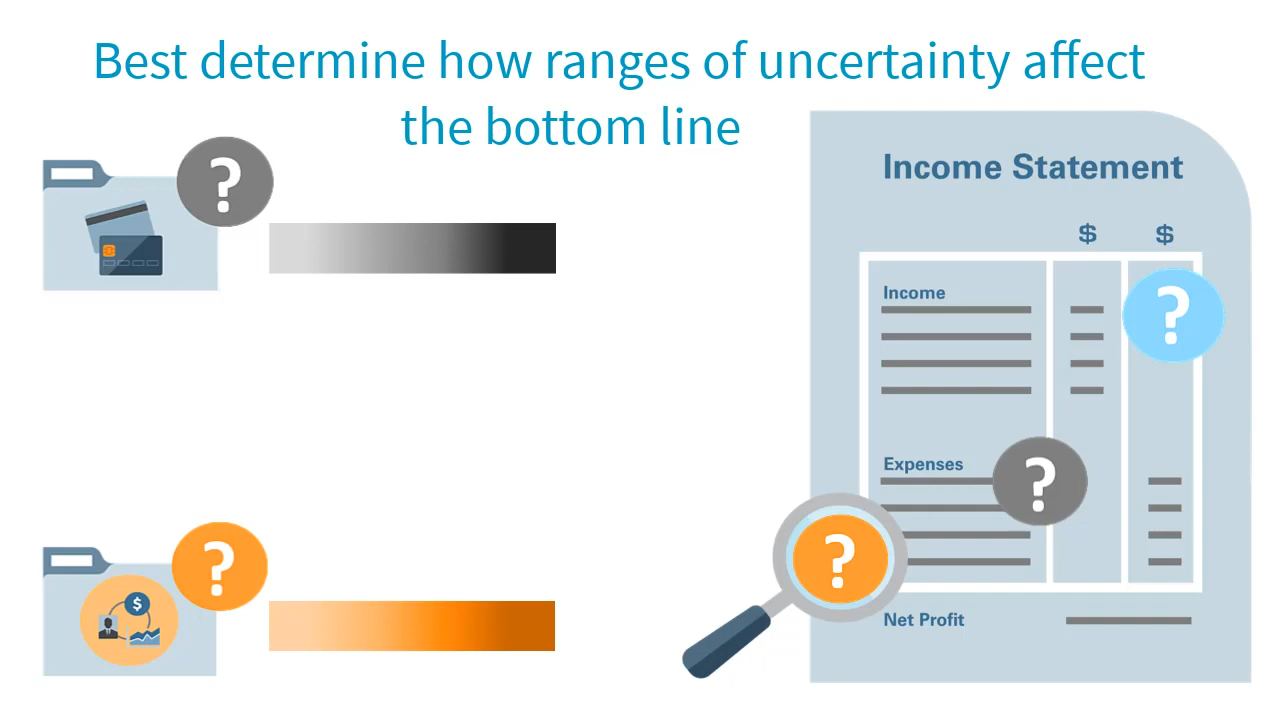 Best determine how ranges of uncertainty affect
the bottom line
?
Income Statement
$ $
Income
?
Expenses
?
?
?
$
Net Profit